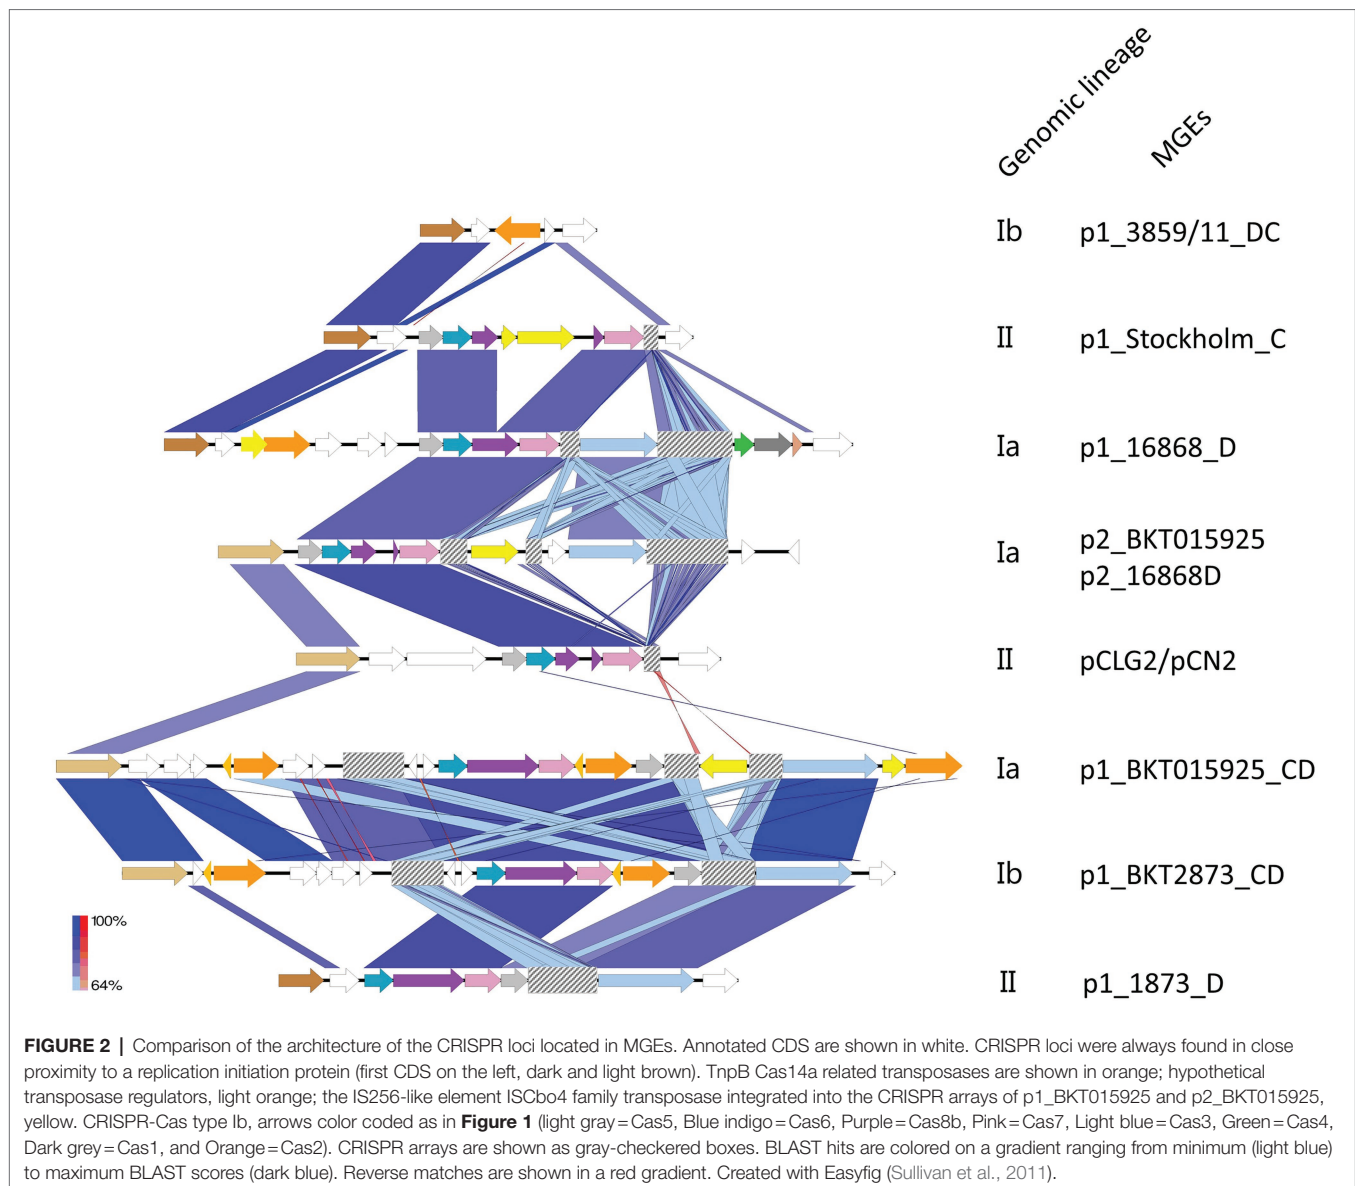 Genomic lineage
MGEs
Ib p1_3859/11_DC
II p1_Stockholm_C
Ia p1_16868_D
Ia p2_BKT015925
p2_16868D
II pCLG2/pCN2
Ia p1_BKT015925_CD
Ib p1_BKT2873_CD
100%
64%
II p1_1873_D
FIGURE 2 | Comparison of the architecture of the CRISPR loci located in MGEs. Annotated CDS are shown in white. CRISPR loci were always found in close
proximity to a replication initiation protein (first CDS on the left, dark and light brown). TnpB Cas14a related transposases are shown in orange; hypothetical
transposase regulators, light orange; the IS256-like element ISCbo4 family transposase integrated into the CRISPR arrays of p1_BKT015925 and p2_BKT015925,
yellow. CRISPR-Cas type Ib, arrows color coded as in Figure 1 (light gray=Cas5, Blue indigo=Cas6, Purple=Cas8b, Pink=Cas7, Light blue=Cas3, Green=Cas4,
Dark grey=Cas1, and Orange=Cas2). CRISPR arrays are shown as gray-checkered boxes. BLAST hits are colored on a gradient ranging from minimum (light blue)
to maximum BLAST scores (dark blue). Reverse matches are shown in a red gradient. Created with Easyfig (Sullivan et al., 2011).